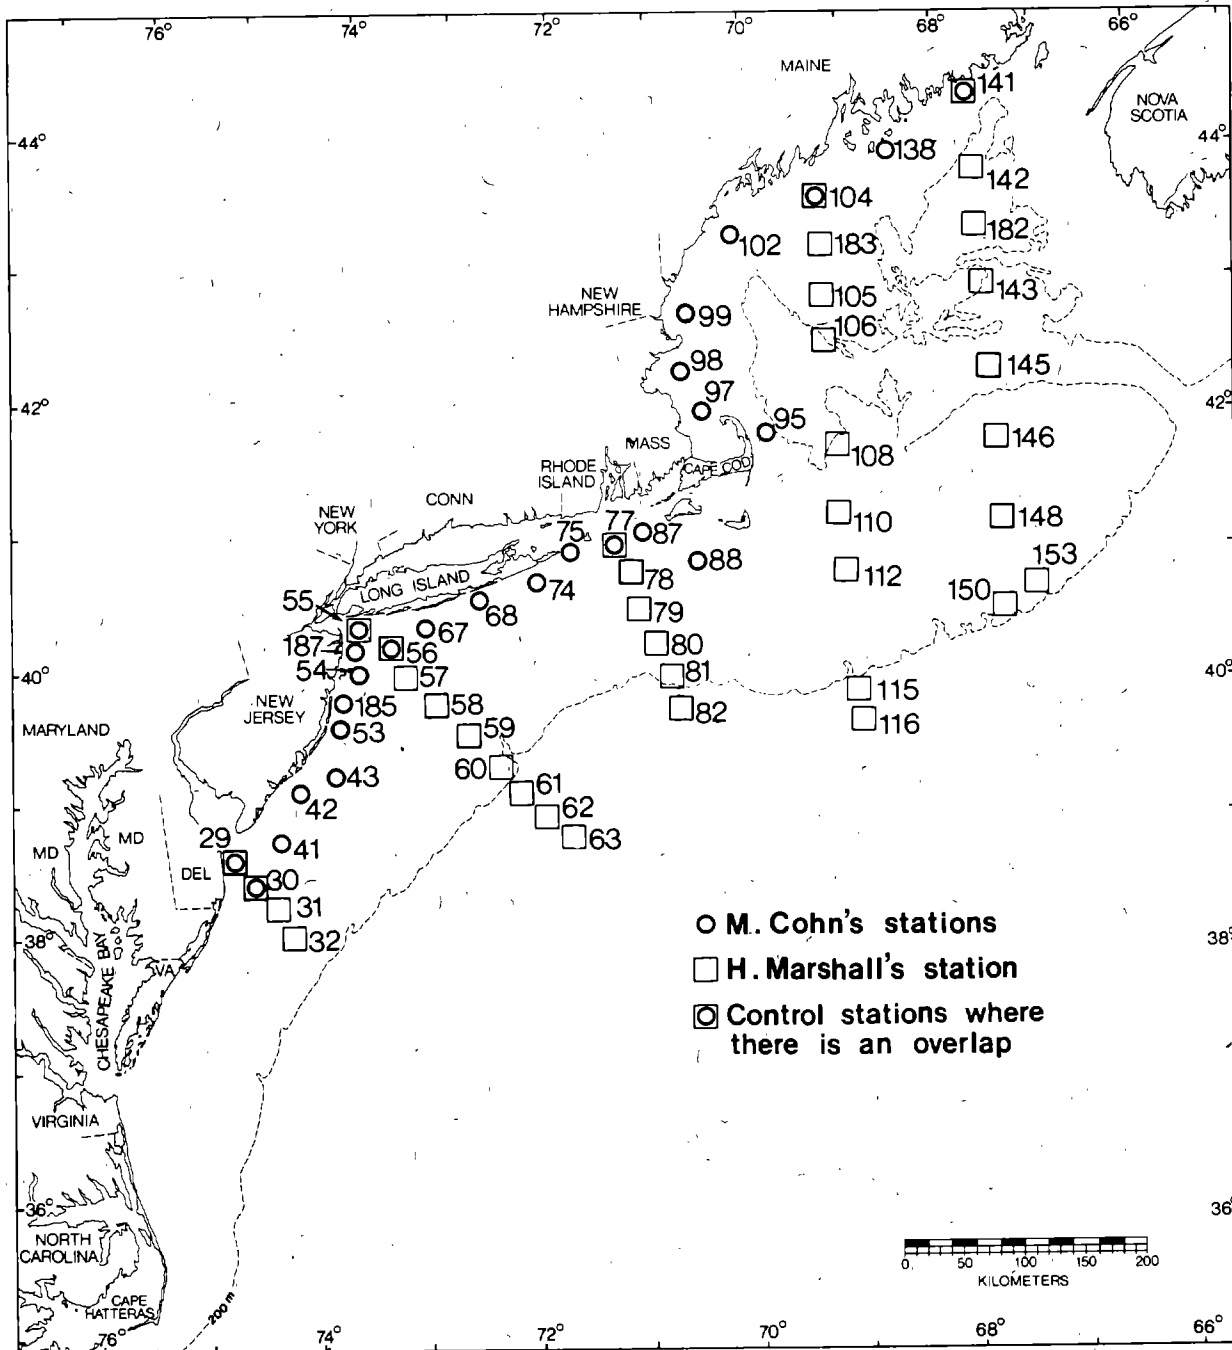 76° 74° 72° 70° 68° 66°
MAINE
141
NOVA
SCOTIA
44° 44°
138
142
104
182
102
183
143
NEW
HAMPSHIRE
105
99
106
98
145
97
42° 42°
95
146
MASS
108
RHODE
ISLAND
CAPE COD
CONN
NEW
YORK
77
87
110
148
75
153
88
78
112
LONG ISLAND
74
150
55
68
79
67
187
56
80
40° 40°
54
57
81
115
NEW
JERSEY
185
58
82
116
MARYLAND
53
59
60
43
61
42
62
MD
29
63
MD
41
DEL
30
31
38° 38°
32
CHESAPEAKE BAY
VA
M. Cohn's stations
H. Marshall's station
Control stations where
there is an overlap
VIRGINIA
36° 36°
NORTH
CAROLINA
0 50 100 150 200
KILOMETERS
CAPE
HATTERAS
200 m
76° 74° 72° 70° 68° 66°